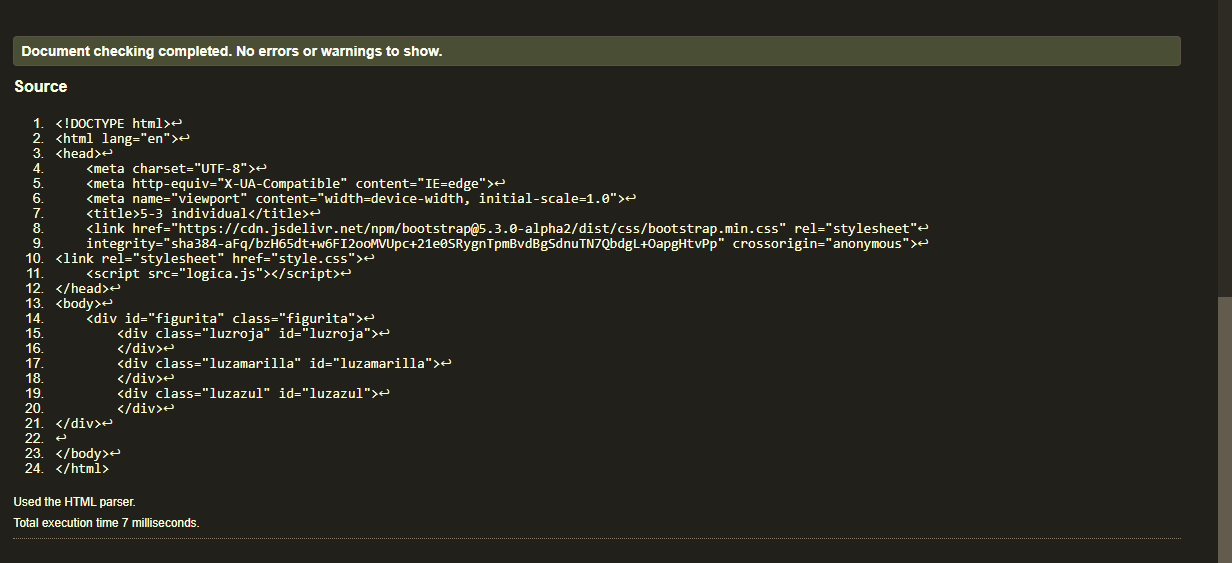 Document checking completed. No errors or warnings to show.
Source
1. <!DOCTYPE html>↩
2. <html lang="en">↩
3. <head>↩
4.     <meta charset="UTF-8">↩
5.     <meta http-equiv="X-UA-Compatible" content="IE=edge">↩
6.     <meta name="viewport" content="width=device-width, initial-scale=1.0">↩
7.     <title>5-3 individual</title>↩
8.     <link href="https://cdn.jsdelivr.net/npm/bootstrap@5.3.0-alpha2/dist/css/bootstrap.min.css" rel="stylesheet"↩
9.     integrity="sha384-aFq/bzH65dt+w6FI2ooMVUpc+21e0SRygnTpmBvdBgSdnuTN7QbdgL+OapgHtvPp" crossorigin="anonymous">↩
10. <link rel="stylesheet" href="style.css">↩
11.     <script src="logica.js"></script>↩
12. </head>↩
13. <body>↩
14.     <div id="figurita" class="figurita">↩
15.         <div class="luzroja" id="luzroja">↩
16.         </div>↩
17.         <div class="luzamarilla" id="luzamarilla">↩
18.         </div>↩
19.         <div class="luzazul" id="luzazul">↩
20.         </div>↩
21. </div>↩
22. ↩
23. </body>↩
24. </html>
Used the HTML parser.
Total execution time 7 milliseconds.